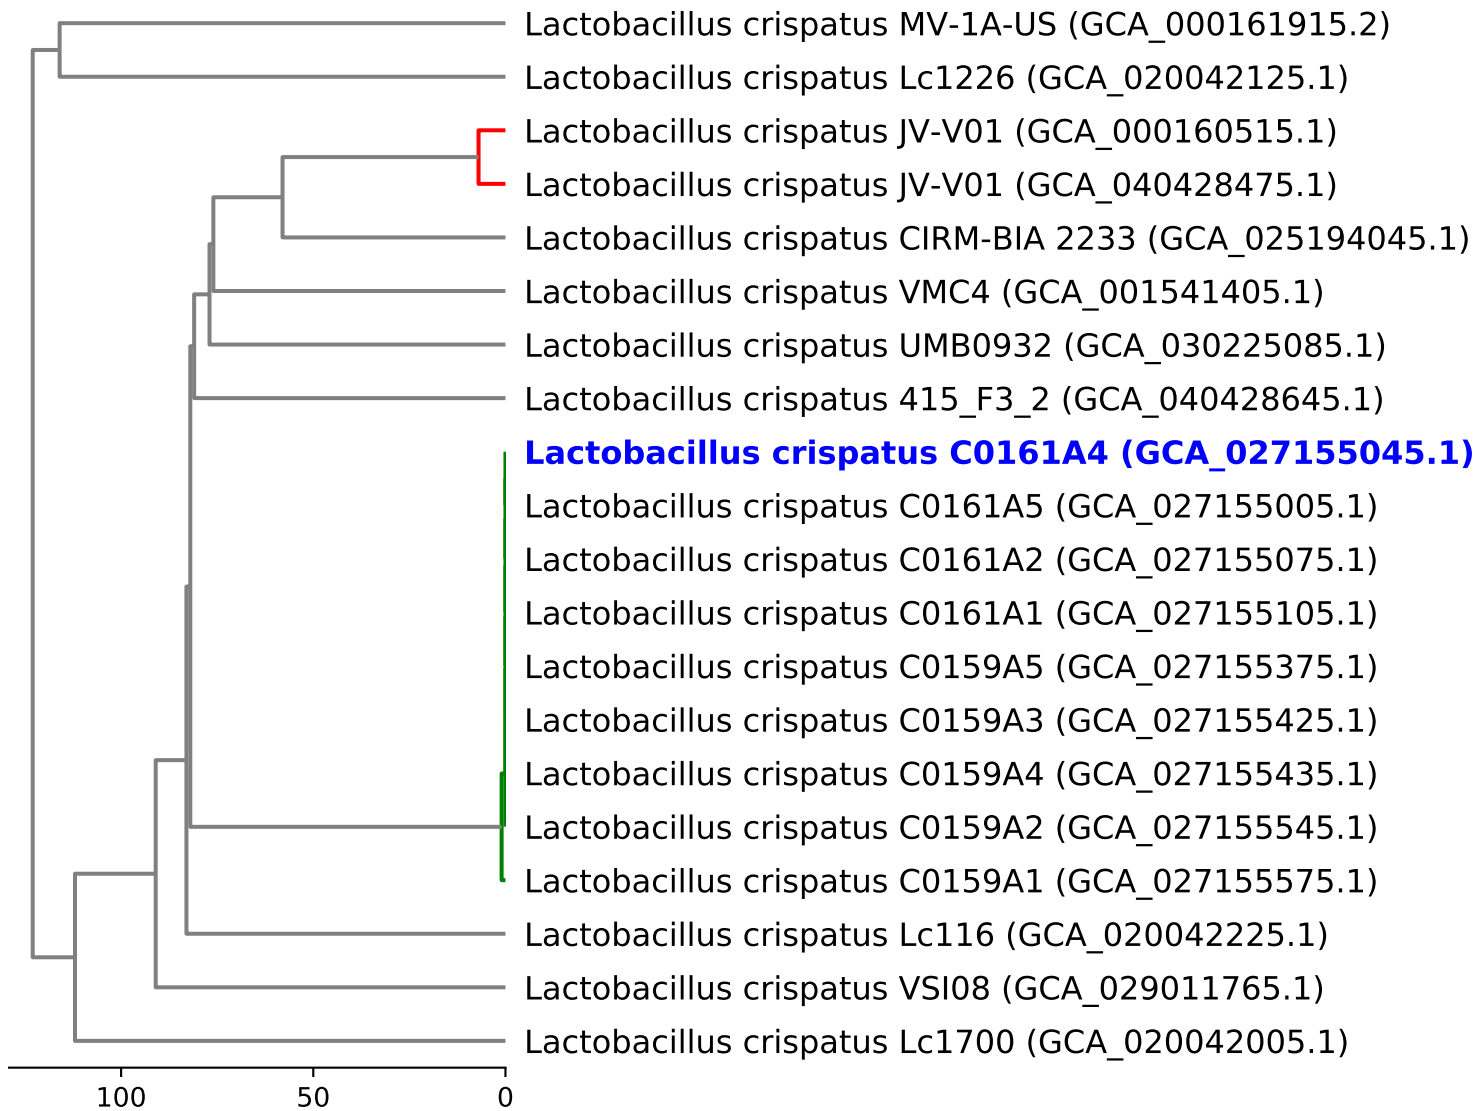 Lactobacillus crispatus MV-1A-US (GCA_000161915.2)
Lactobacillus crispatus Lc1226 (GCA_020042125.1)
Lactobacillus crispatus JV-V01 (GCA_000160515.1)
Lactobacillus crispatus JV-V01 (GCA_040428475.1)
Lactobacillus crispatus CIRM-BIA 2233 (GCA_025194045.1)
Lactobacillus crispatus VMC4 (GCA_001541405.1)
Lactobacillus crispatus UMB0932 (GCA_030225085.1)
Lactobacillus crispatus 415_F3_2 (GCA_040428645.1)
Lactobacillus crispatus C0161A4 (GCA_027155045.1)
Lactobacillus crispatus C0161A5 (GCA_027155005.1)
Lactobacillus crispatus C0161A2 (GCA_027155075.1)
Lactobacillus crispatus C0161A1 (GCA_027155105.1)
Lactobacillus crispatus C0159A5 (GCA_027155375.1)
Lactobacillus crispatus C0159A3 (GCA_027155425.1)
Lactobacillus crispatus C0159A4 (GCA_027155435.1)
Lactobacillus crispatus C0159A2 (GCA_027155545.1)
Lactobacillus crispatus C0159A1 (GCA_027155575.1)
Lactobacillus crispatus Lc116 (GCA_020042225.1)
Lactobacillus crispatus VSI08 (GCA_029011765.1)
Lactobacillus crispatus Lc1700 (GCA_020042005.1)
100 50 0